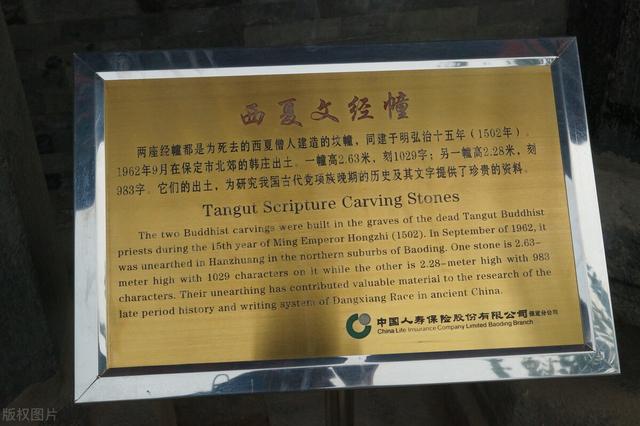 西夏文经幢
两座经幢都是为死去的西夏僧人建造的坟幢，同建于明弘治十五年（1502年）。
1962年9月在保定市北郊的韩庄出土。一幢高2.63米，刻1029字；另一幢高2.28米，刻
983字。它们的出土，为研究我国古代党项族晚期的历史及其文字提供了珍贵的资料。
Tangut Scripture Carving Stones
The two Buddhist carvings were built in the graves of the dead Tangut Buddhist
priests during the 15th year of Ming Emperor Hongzhi (1502). In September of 1962, it
was unearthed in Hanzhuang in the northern suburbs of Baoding. One stone is 2.63-
meter high with 1029 characters on it while the other is 2.28-meter high with 983
characters. Their unearthing has contributed valuable material to the research of the
late period history and writing system of Dangxiang Race in ancient China.
中国人寿保险股份有限公司 保定分公司
China Life Insurance Company Limited Baoding Branch
版权图片